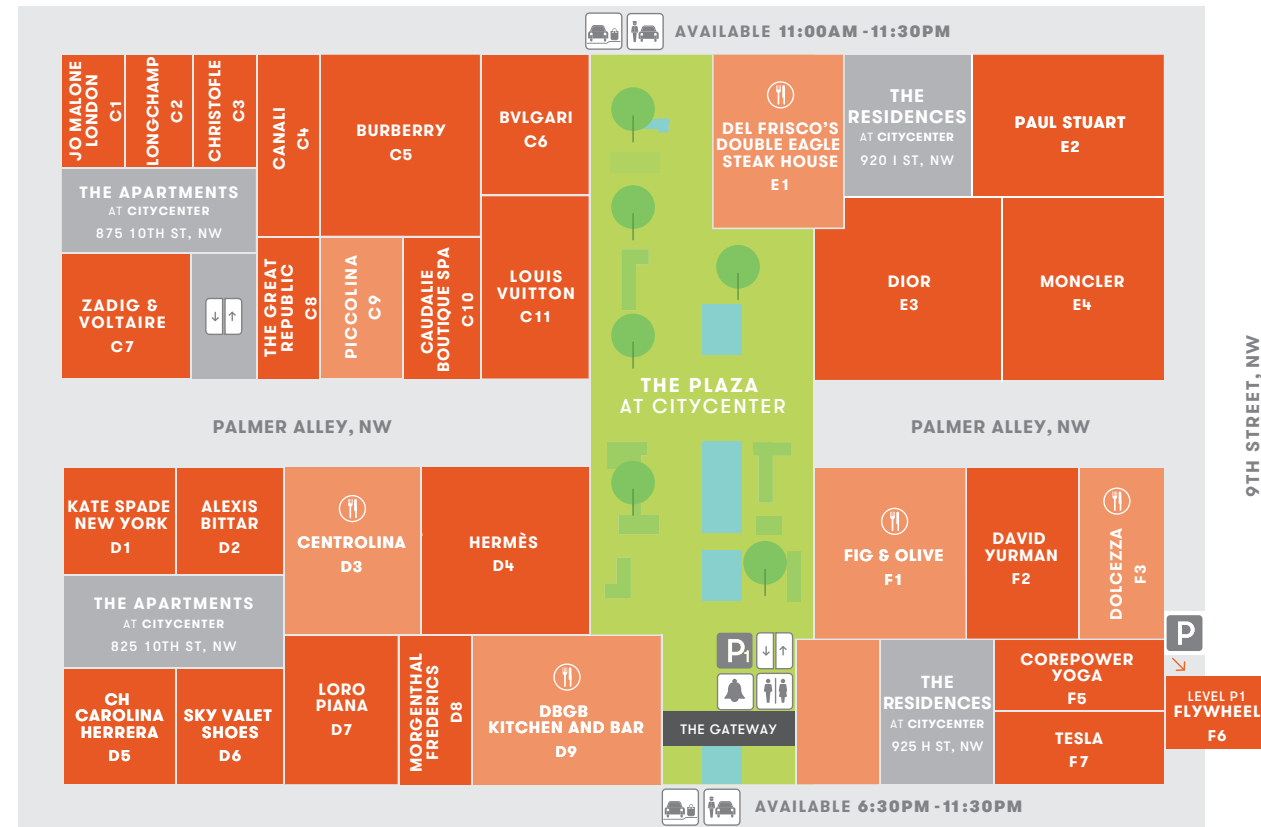 AVAILABLE 11:00AM -11:30PM
JO MALONE
LONDON
C1
LONGCHAMP
C2
CHRISTOFLE
C3
CANALI
C4
BURBERRY
C5
BVLGARI
C6
DEL FRISCO'S
DOUBLE EAGLE
STEAK HOUSE
E1
THE
RESIDENCES
AT CITYCENTER
920 I ST, NW
PAUL STUART
E2
THE APARTMENTS
AT CITYCENTER
875 10TH ST, NW
ZADIG &
VOLTAIRE
C7
THE GREAT
REPUBLIC
C8
PICCOLINA
C9
CAUDALIE
BOUTIQUE SPA
C10
LOUIS
VUITTON
C11
DIOR
E3
MONCLER
E4
THE PLAZA
AT CITYCENTER
PALMER ALLEY, NW
PALMER ALLEY, NW
9TH STREET, NW
KATE SPADE
NEW YORK
D1
ALEXIS
BITTAR
D2
CENTROLINA
D3
HERMÈS
D4
FIG & OLIVE
F1
DAVID
YURMAN
F2
DOLCEZZA
F3
THE APARTMENTS
AT CITYCENTER
825 10TH ST, NW
CH
CAROLINA
HERRERA
D5
SKY VALET
SHOES
D6
LORO
PIANA
D7
MORGENTHAL
FREDERICS
D8
DBGB
KITCHEN AND BAR
D9
P1
THE GATEWAY
THE
RESIDENCES
AT CITYCENTER
925 H ST, NW
COREPOWER
YOGA
F5
TESLA
F7
P
LEVEL P1
FLYWHEEL
F6
AVAILABLE 6:30PM -11:30PM